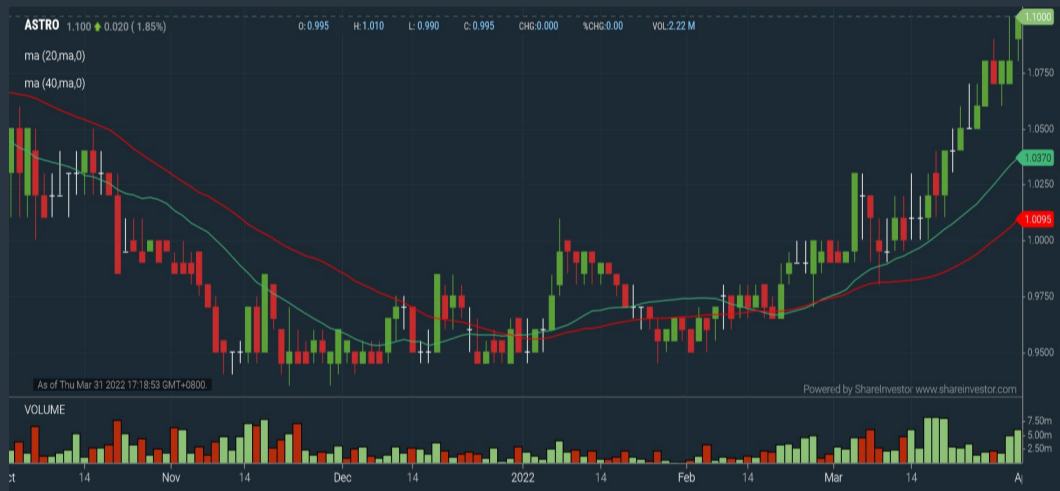 ASTRO 1.100 0.020 ( 1.85%) O: 0.995 H: 1.010 L: 0.990 C: 0.995 CHG:0.000 %CHG:0.00 VOL:2.22 M
ma (20,ma,0)
ma (40,ma,0)
1.1000
1.0750
1.0500
1.0370
1.0250
1.0095
1.0000
0.9750
0.9500
As of Thu Mar 31 2022 17:18:53 GMT+0800.
Powered by ShareInvestor www.shareinvestor.com
VOLUME
7.50m
5.00m
2.50m
ct 14 Nov 14 Dec 14 2022 14 Feb 14 Mar 14 A